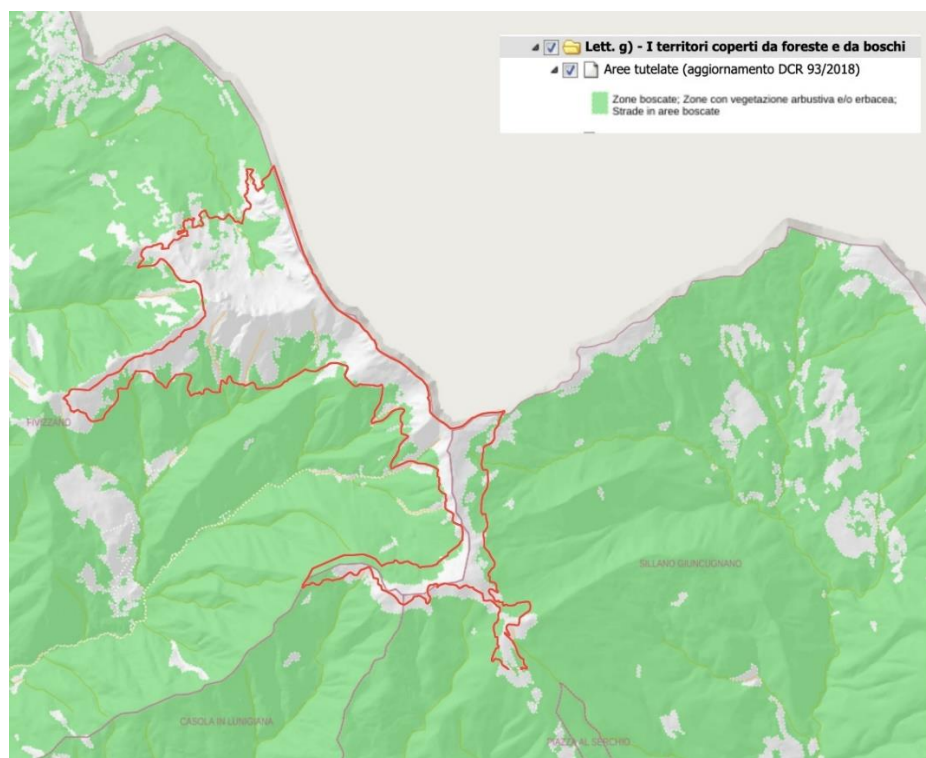 Lett. g) - I territori coperti da foreste e da boschi
Aree tutelate (aggiornamento DCR 93/2018)
Zone boscate; Zone con vegetazione arbustiva e/o erbacea;
Strade in aree boscate
FIVIZZANO
SILLANO GIUNCUGNANO
CASOLA IN LUNIGIANA
PIAZZA AL SERCHIO